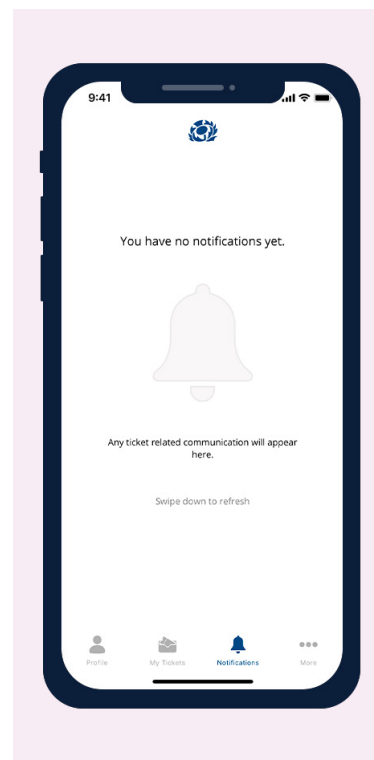 9:41
You have no notifications yet.
Any ticket related communication will appear
here.
Swipe down to refresh
Profile
My Tickets
Notifications
More